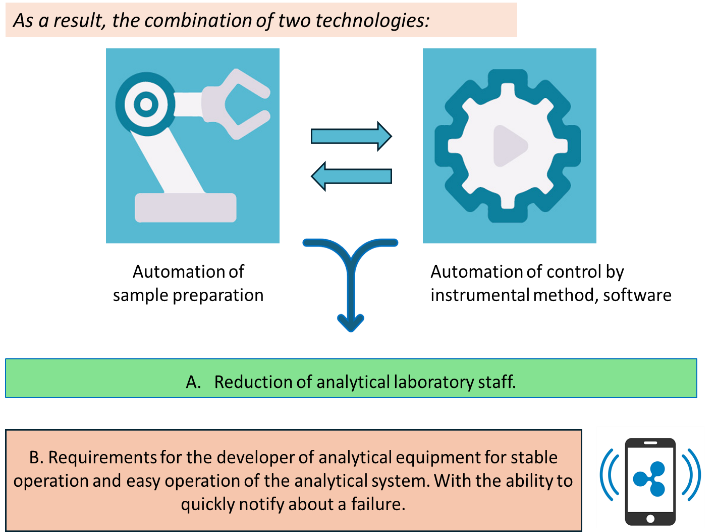 As a result, the combination of two technologies:
Automation of
sample preparation
Automation of control by
instrumental method, software
A. Reduction of analytical laboratory staff.
B. Requirements for the developer of analytical equipment for stable
operation and easy operation of the analytical system. With the ability to
quickly notify about a failure.